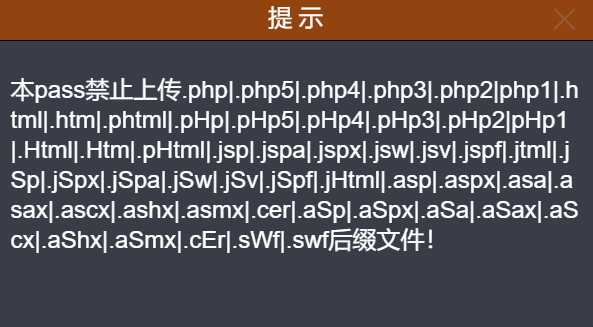 提示
本pass禁止上传.php|.php5|.php4|.php3|.php2|php1|.h
tml|.htm|.phtml|.pHp|.pHp5|.pHp4|.pHp3|.pHp2|pHp1
|.Html|.Htm|.pHtml|.jsp|.jspa|.jspx|.jsw|.jsv|.jspf|.jtml|.j
Sp|.jSpx|.jSpa|.jSw|.jSv|.jSpf|.jHtml|.asp|.aspx|.asa|.a
sax|.ascx|.ashx|.asmx|.cer|.aSp|.aSpx|.aSa|.aSax|.aS
cx|.aShx|.aSmx|.cEr|.sWf|.swf后缀文件！